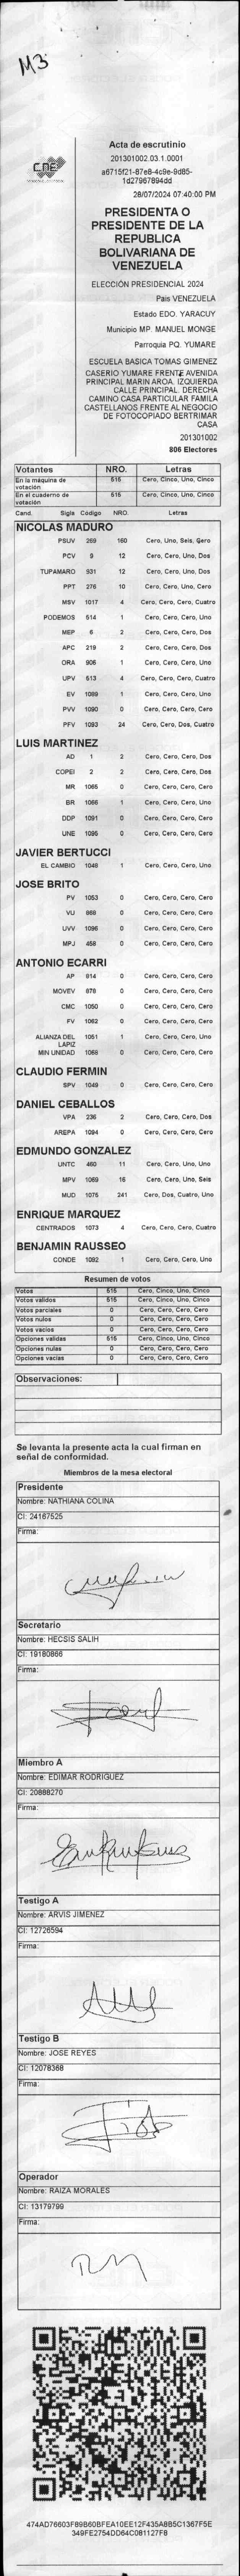 M3
CNE
Acta de escrutinio
201301002.03.1.0001
a6715f21-87e8-4c9e-9d85-
1d27967894dd
28/07/2024 07:40:00 PM
PRESIDENTA O
PRESIDENTE DE LA
REPUBLICA
BOLIVARIANA DE
VENEZUELA
ELECCIÓN PRESIDENCIAL 2024
Pais VENEZUELA
Estado EDO. YARACUY
Municipio MP. MANUEL MONGE
Parroquia PQ. YUMARE
ESCUELA BASICA TOMAS GIMENEZ
CASERIO YUMARE FRENTE AVENIDA
PRINCIPAL MARIN AROA. IZQUIERDA
CALLE PRINCIPAL. DERECHA
CAMINO CASA PARTICULAR FAMILA
CASTELLANOS FRENTE AL NEGOCIO
DE FOTOCOPIADO BERTRIMAR
CASA
201301002
806 Electores
Votantes NRO. Letras
En la máquina de votación 515 Cero, Cinco, Uno, Cinco
En el cuaderno de votación 515 Cero, Cinco, Uno, Cinco
Cand. Sigla Código NRO. Letras
NICOLAS MADURO
PSUV 269 160 Cero, Uno, Seis, Cero
PCV 9 12 Cero, Cero, Uno, Dos
TUPAMARO 931 12 Cero, Cero, Uno, Dos
PPT 276 10 Cero, Cero, Uno, Cero
MSV 1017 4 Cero, Cero, Cero, Cuatro
PODEMOS 514 1 Cero, Cero, Cero, Uno
MEP 6 2 Cero, Cero, Cero, Dos
APC 219 2 Cero, Cero, Cero, Dos
ORA 906 1 Cero, Cero, Cero, Uno
UPV 513 4 Cero, Cero, Cero, Cuatro
EV 1089 1 Cero, Cero, Cero, Uno
PVV 1090 0 Cero, Cero, Cero, Cero
PFV 1093 24 Cero, Cero, Dos, Cuatro
LUIS MARTINEZ
AD 1 2 Cero, Cero, Cero, Dos
COPEI 2 2 Cero, Cero, Cero, Dos
MR 1065 0 Cero, Cero, Cero, Cero
BR 1066 1 Cero, Cero, Cero, Uno
DDP 1091 0 Cero, Cero, Cero, Cero
UNE 1095 0 Cero, Cero, Cero, Cero
JAVIER BERTUCCI
EL CAMBIO 1048 1 Cero, Cero, Cero, Uno
JOSE BRITO
PV 1053 0 Cero, Cero, Cero, Cero
VU 868 0 Cero, Cero, Cero, Cero
UVV 1096 0 Cero, Cero, Cero, Cero
MPJ 458 0 Cero, Cero, Cero, Cero
ANTONIO ECARRI
AP 914 0 Cero, Cero, Cero, Cero
MOVEV 878 0 Cero, Cero, Cero, Cero
CMC 1050 0 Cero, Cero, Cero, Cero
FV 1062 0 Cero, Cero, Cero, Cero
ALIANZA DEL LAPIZ 1051 1 Cero, Cero, Cero, Uno
MIN UNIDAD 1068 0 Cero, Cero, Cero, Cero
CLAUDIO FERMIN
SPV 1049 0 Cero, Cero, Cero, Cero
DANIEL CEBALLOS
VPA 236 2 Cero, Cero, Cero, Dos
AREPA 1094 0 Cero, Cero, Cero, Cero
EDMUNDO GONZALEZ
UNTC 460 11 Cero, Cero, Uno, Uno
MPV 1069 16 Cero, Cero, Uno, Seis
MUD 1075 241 Cero, Dos, Cuatro, Uno
ENRIQUE MARQUEZ
CENTRADOS 1073 4 Cero, Cero, Cero, Cuatro
BENJAMIN RAUSSEO
CONDE 1092 1 Cero, Cero, Cero, Uno
Resumen de votos
Votos 515 Cero, Cinco, Uno, Cinco
Votos validos 515 Cero, Cinco, Uno, Cinco
Votos parciales 0 Cero, Cero, Cero, Cero
Votos nulos 0 Cero, Cero, Cero, Cero
Votos vacios 0 Cero, Cero, Cero, Cero
Opciones validas 515 Cero, Cinco, Uno, Cinco
Opciones nulas 0 Cero, Cero, Cero, Cero
Opciones vacias 0 Cero, Cero, Cero, Cero
Observaciones:
Se levanta la presente acta la cual firman en
señal de conformidad.
Miembros de la mesa electoral
Presidente
Nombre: NATHIANA COLINA
CI: 24167525
Firma:
Secretario
Nombre: HECSIS SALIH
CI: 19180866
Firma:
Miembro A
Nombre: EDIMAR RODRIGUEZ
CI: 20888270
Firma:
Testigo A
Nombre: ARVIS JIMENEZ
CI: 12726594
Firma:
Testigo B
Nombre: JOSE REYES
CI: 12078368
Firma:
Operador
Nombre: RAIZA MORALES
CI: 13179799
Firma:
474AD76603F89B60BFEA10EE12F435A8B5C1367F5E
349FE2754DD64C081127F8